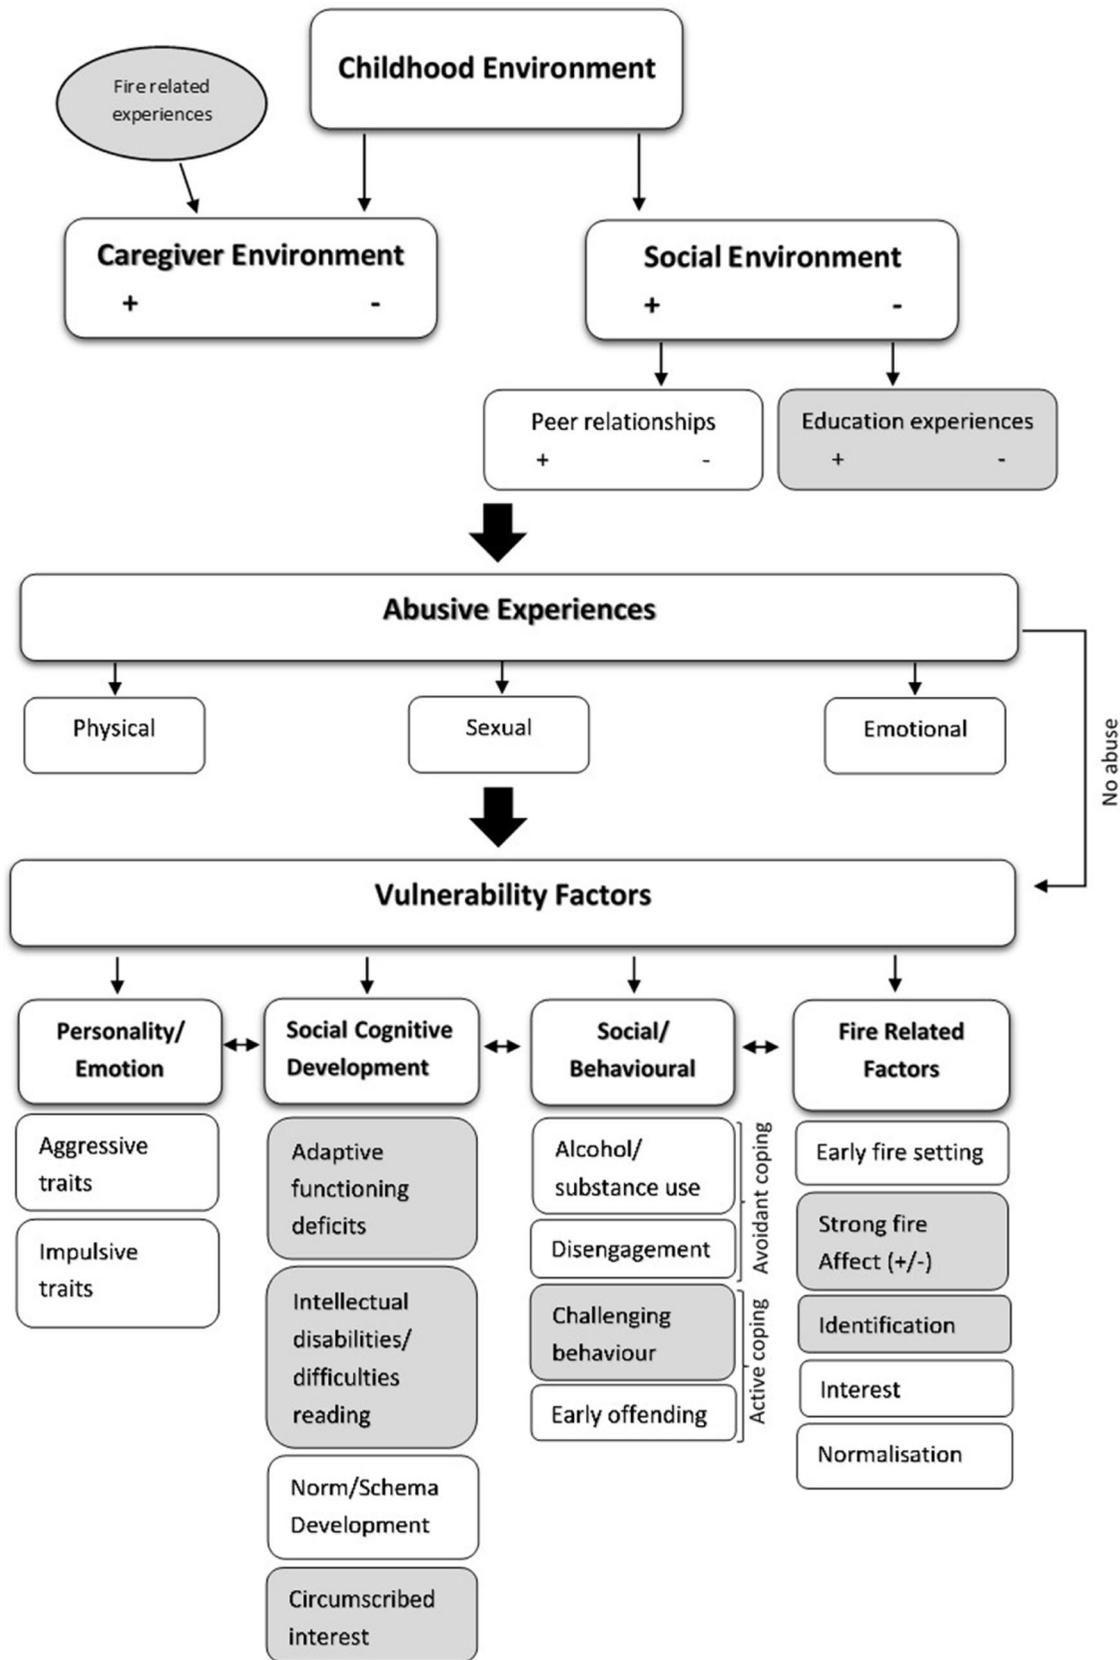 Childhood Environment
Fire related
experiences
Caregiver Environment
+ -
Social Environment
+ -
Peer relationships
+ -
Education experiences
+ -
Abusive Experiences
Physical
Sexual
Emotional
No abuse
Vulnerability Factors
Personality/
Emotion
Aggressive
traits
Impulsive
traits
Social Cognitive
Development
Adaptive
functioning
deficits
Intellectual
disabilities/
difficulties
reading
Norm/Schema
Development
Circumscribed
interest
Social/
Behavioural
Alcohol/
substance use
Disengagement
Avoidant coping
Challenging
behaviour
Early offending
Active coping
Fire Related
Factors
Early fire setting
Strong fire
Affect (+/-)
Identification
Interest
Normalisation